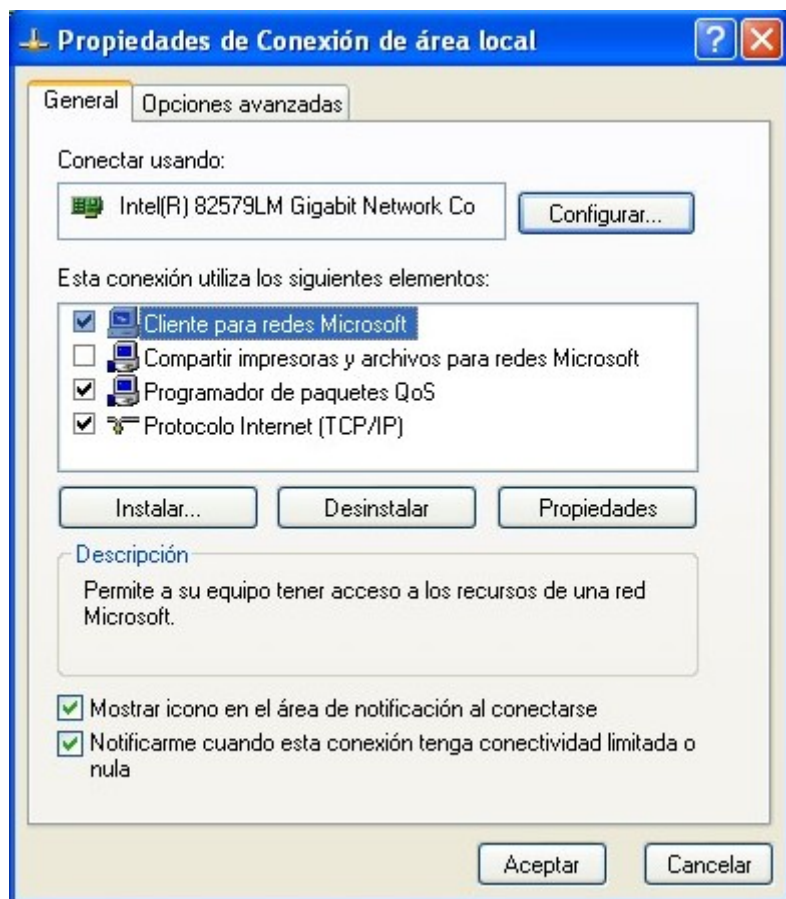 Propiedades de Conexión de área local
General
Opciones avanzadas
Conectar usando:
Intel(R) 82579LM Gigabit Network Co
Configurar...
Esta conexión utiliza los siguientes elementos:
Cliente para redes Microsoft
Compartir impresoras y archivos para redes Microsoft
Programador de paquetes QoS
Protocolo Internet (TCP/IP)
Instalar...
Desinstalar
Propiedades
Descripción
Permite a su equipo tener acceso a los recursos de una red
Microsoft.
Mostrar icono en el área de notificación al conectarse
Notificarme cuando esta conexión tenga conectividad limitada o
nula
Aceptar
Cancelar